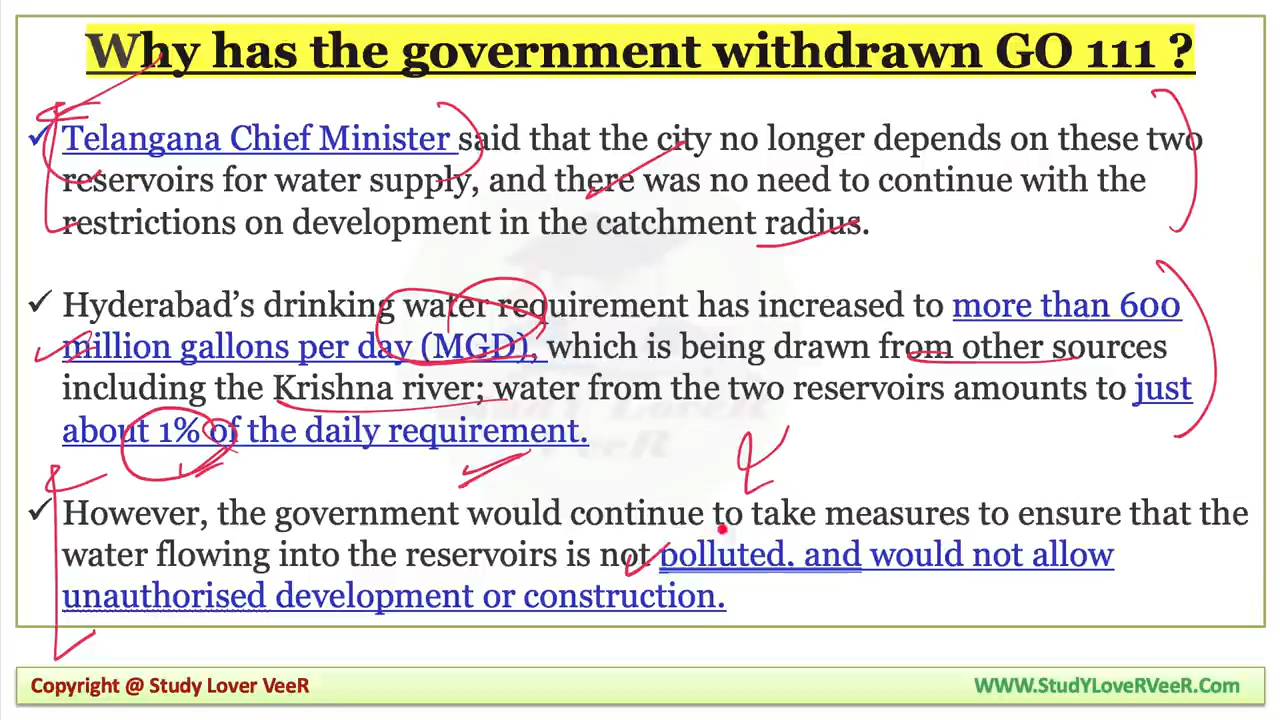 Why has the government withdrawn GO 111 ?
✓ Telangana Chief Minister said that the city no longer depends on these two
reservoirs for water supply, and there was no need to continue with the
restrictions on development in the catchment radius.
✓ Hyderabad's drinking water requirement has increased to more than 600
million gallons per day (MGD), which is being drawn from other sources
including the Krishna river; water from the two reservoirs amounts to just
about 1% of the daily requirement.
✓ However, the government would continue to take measures to ensure that the
water flowing into the reservoirs is not polluted. and would not allow
unauthorised development or construction.
Copyright @ Study Lover VeeR
WWW.StudYLoveRVeeR.Com